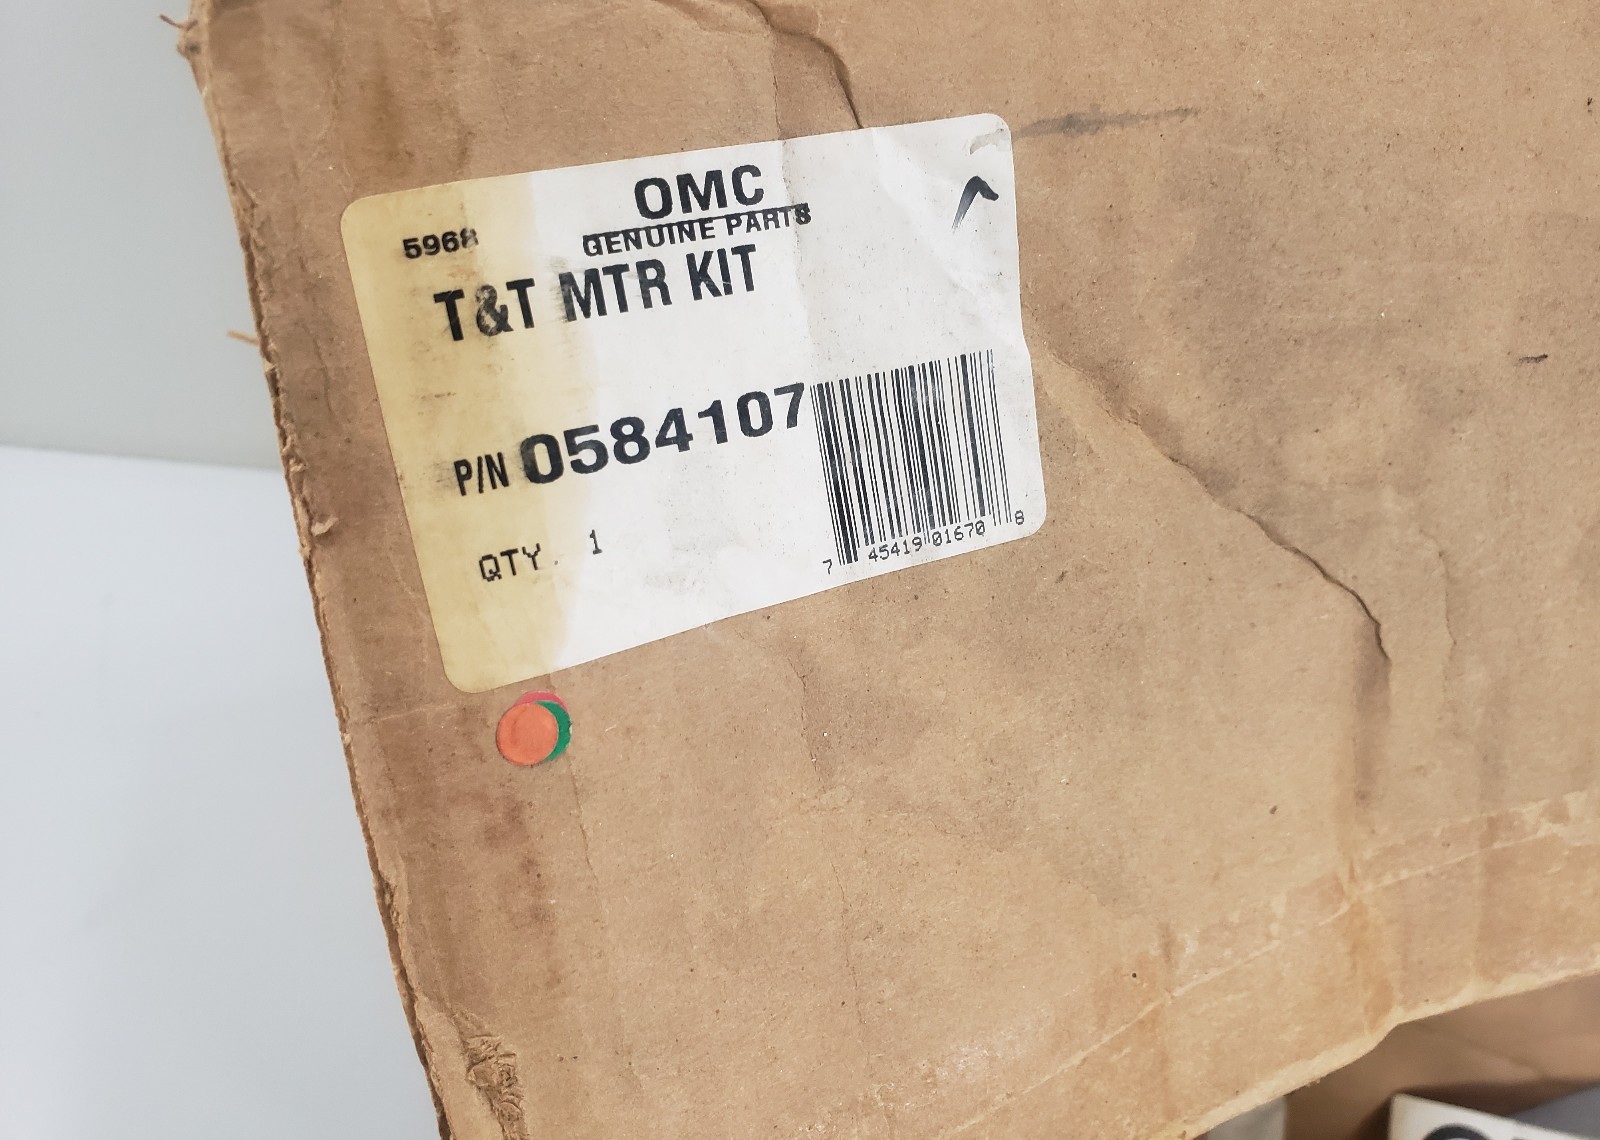 OMC
5968 GENUINE PARTS
T&T MTR KIT
P/N 0584107
QTY. 1
7 45419 01670 8